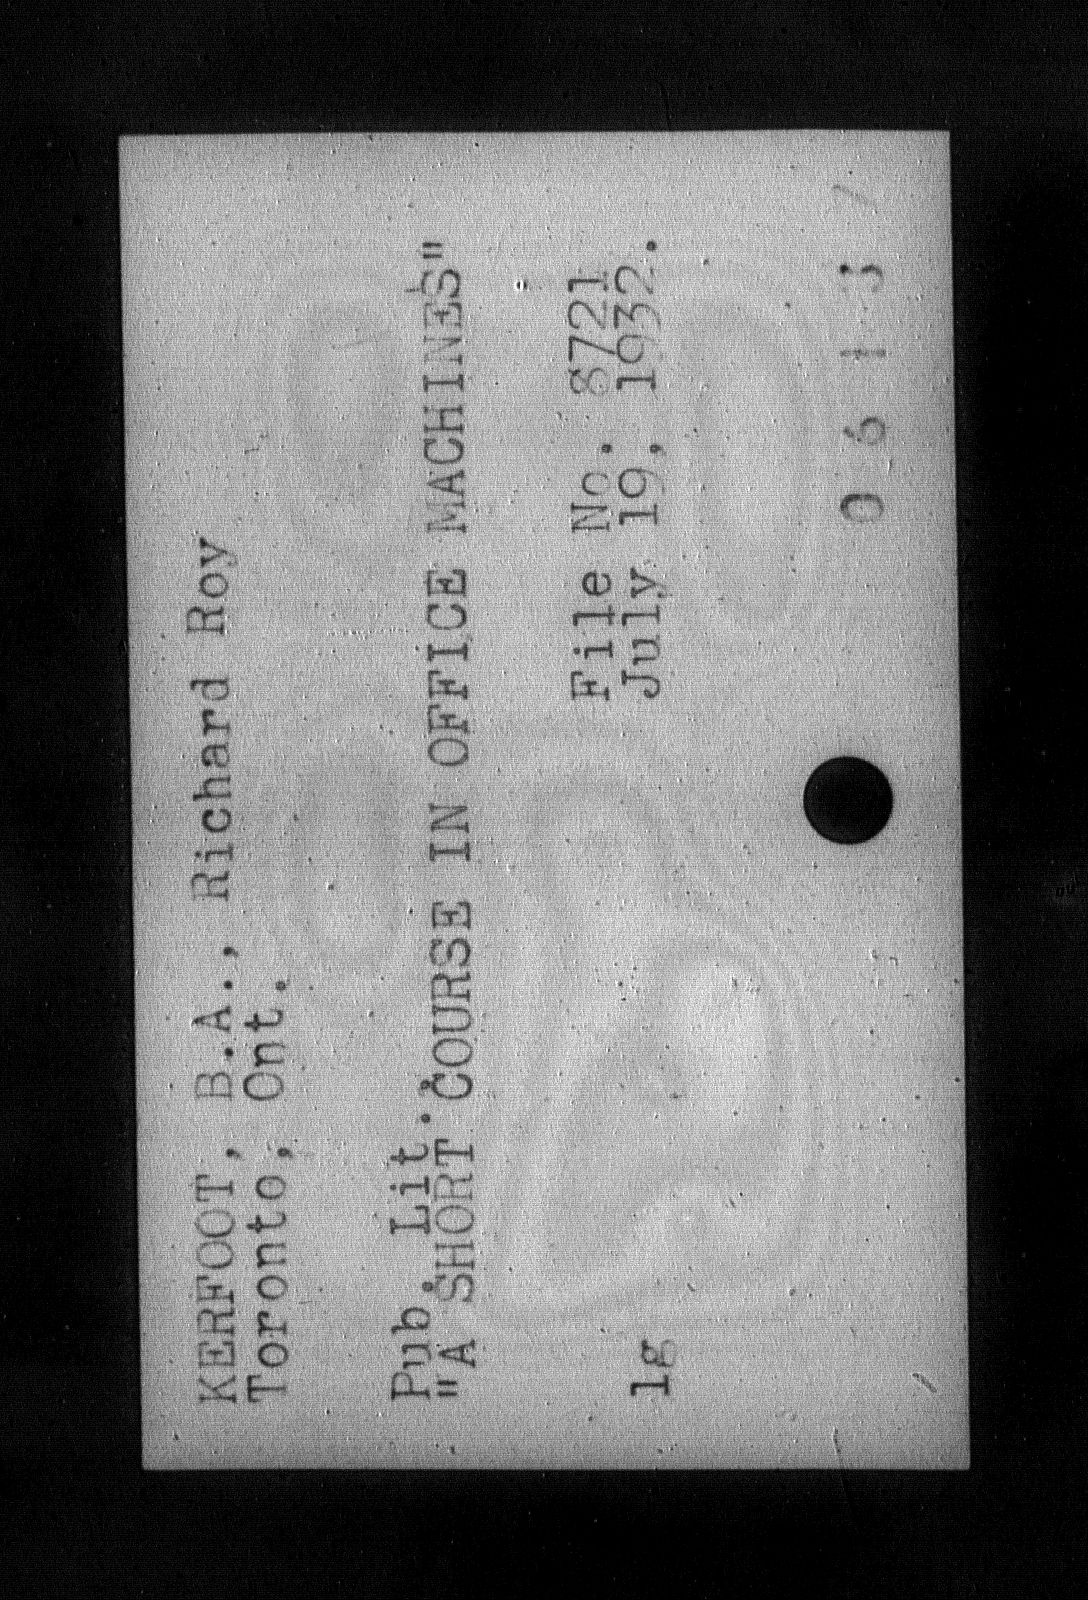 KERFOOT, B.A., Richard Roy
Toronto, Ont.
Pub. Lit.:
"A SHORT COURSE IN OFFICE MACHINES"
File No. 8721
July 19, 1932.
lg
0 6 1 3